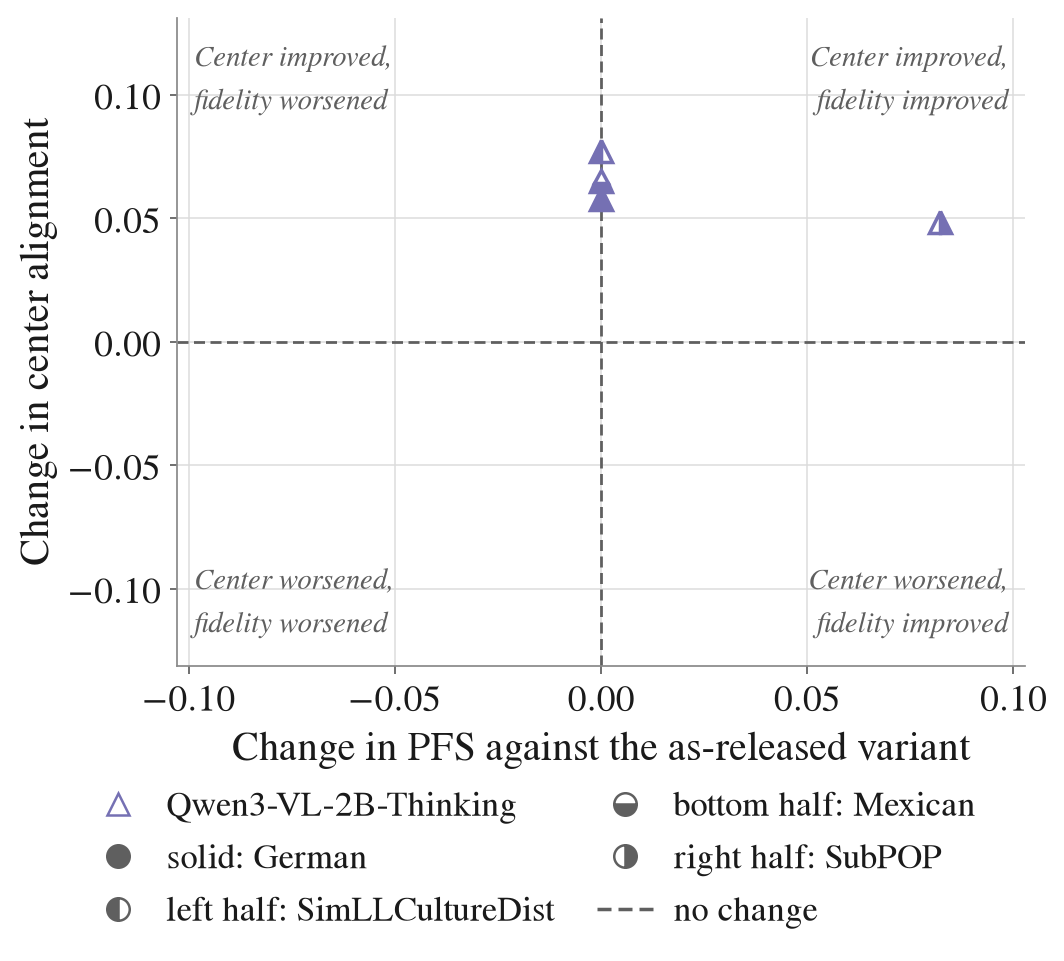 Center improved,
fidelity worsened
Center improved,
fidelity improved
0.10
0.05
0.00
−0.05
−0.10
Change in center alignment
Center worsened,
fidelity worsened
Center worsened,
fidelity improved
−0.10
−0.05
0.00
0.05
0.10
Change in PFS against the as-released variant
Qwen3-VL-2B-Thinking
solid: German
left half: SimLLCultureDist
bottom half: Mexican
right half: SubPOP
no change